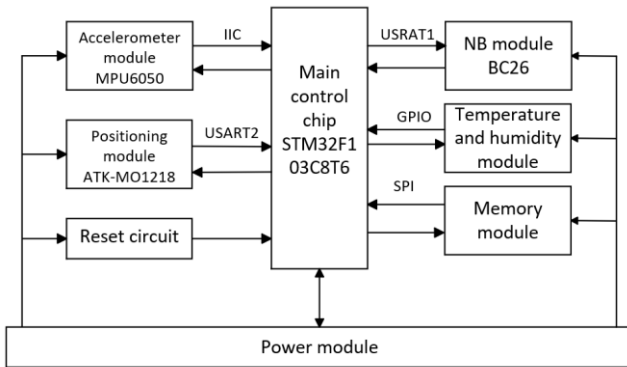 Accelerometer
module
MPU6050
IIC
Positioning
module
ATK-MO1218
USART2
Reset circuit
Main
control
chip
STM32F1
03C8T6
USRAT1
NB module
BC26
GPIO
Temperature
and humidity
module
SPI
Memory
module
Power module